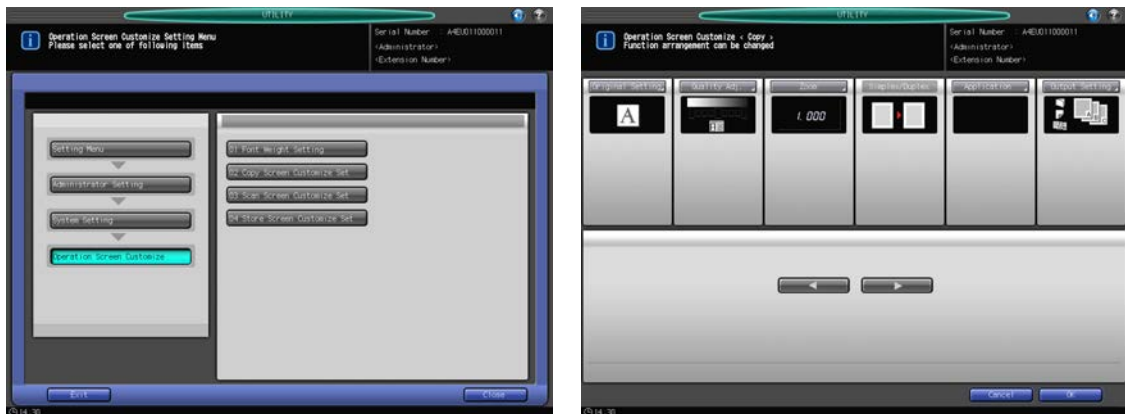 UTILITY
Operation Screen Customize Setting Menu
Please select one of following items
Serial Number : A4EU011000011
<Administrator>
<Extension Number>
Setting Menu
Administrator Setting
System Setting
Operation Screen Customize
01 Font Weight Setting
02 Copy Screen Customize Set
03 Scan Screen Customize Set
04 Store Screen Customize Set
Exit
Close
14:30
UTILITY
Operation Screen Customize < Copy >
Function arrangement can be changed
Serial Number : A4EU011000011
<Administrator>
<Extension Number>
Original Setting
Quality Adj.
Zoom
Simplex/Duplex
Application
Output Setting
A
1.000
Cancel
OK
14:30